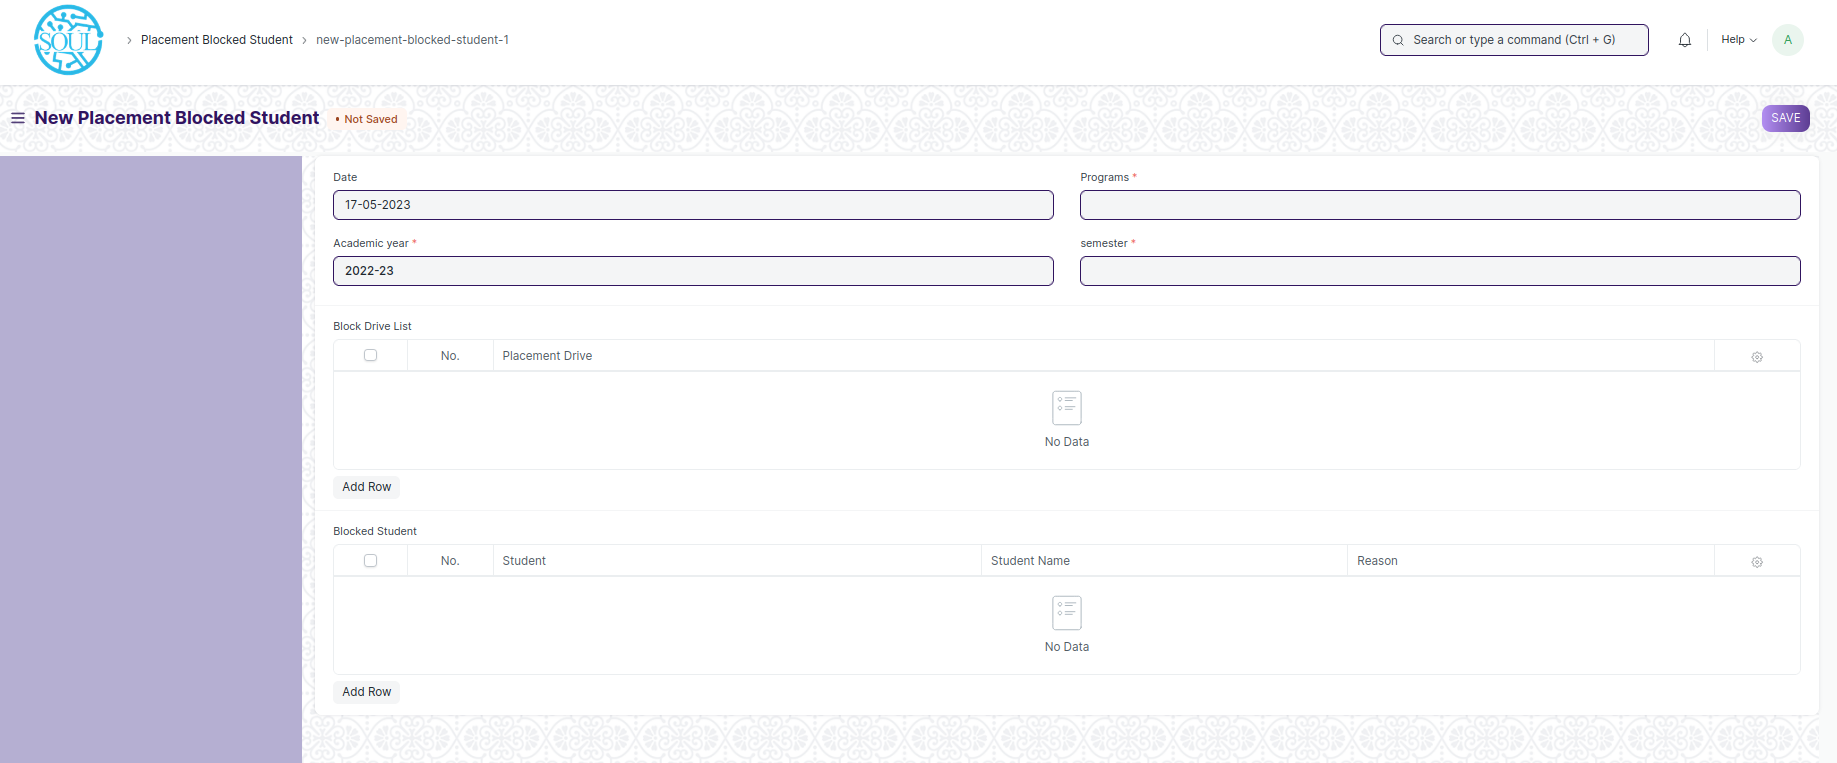 SOUL
Placement Blocked Student
new-placement-blocked-student-1
Search or type a command (Ctrl + G)
Help
A
New Placement Blocked Student
Not Saved
SAVE
Date
Programs *
17-05-2023
Academic year *
semester *
2022-23
Block Drive List
No.
Placement Drive
No Data
Add Row
Blocked Student
No.
Student
Student Name
Reason
No Data
Add Row